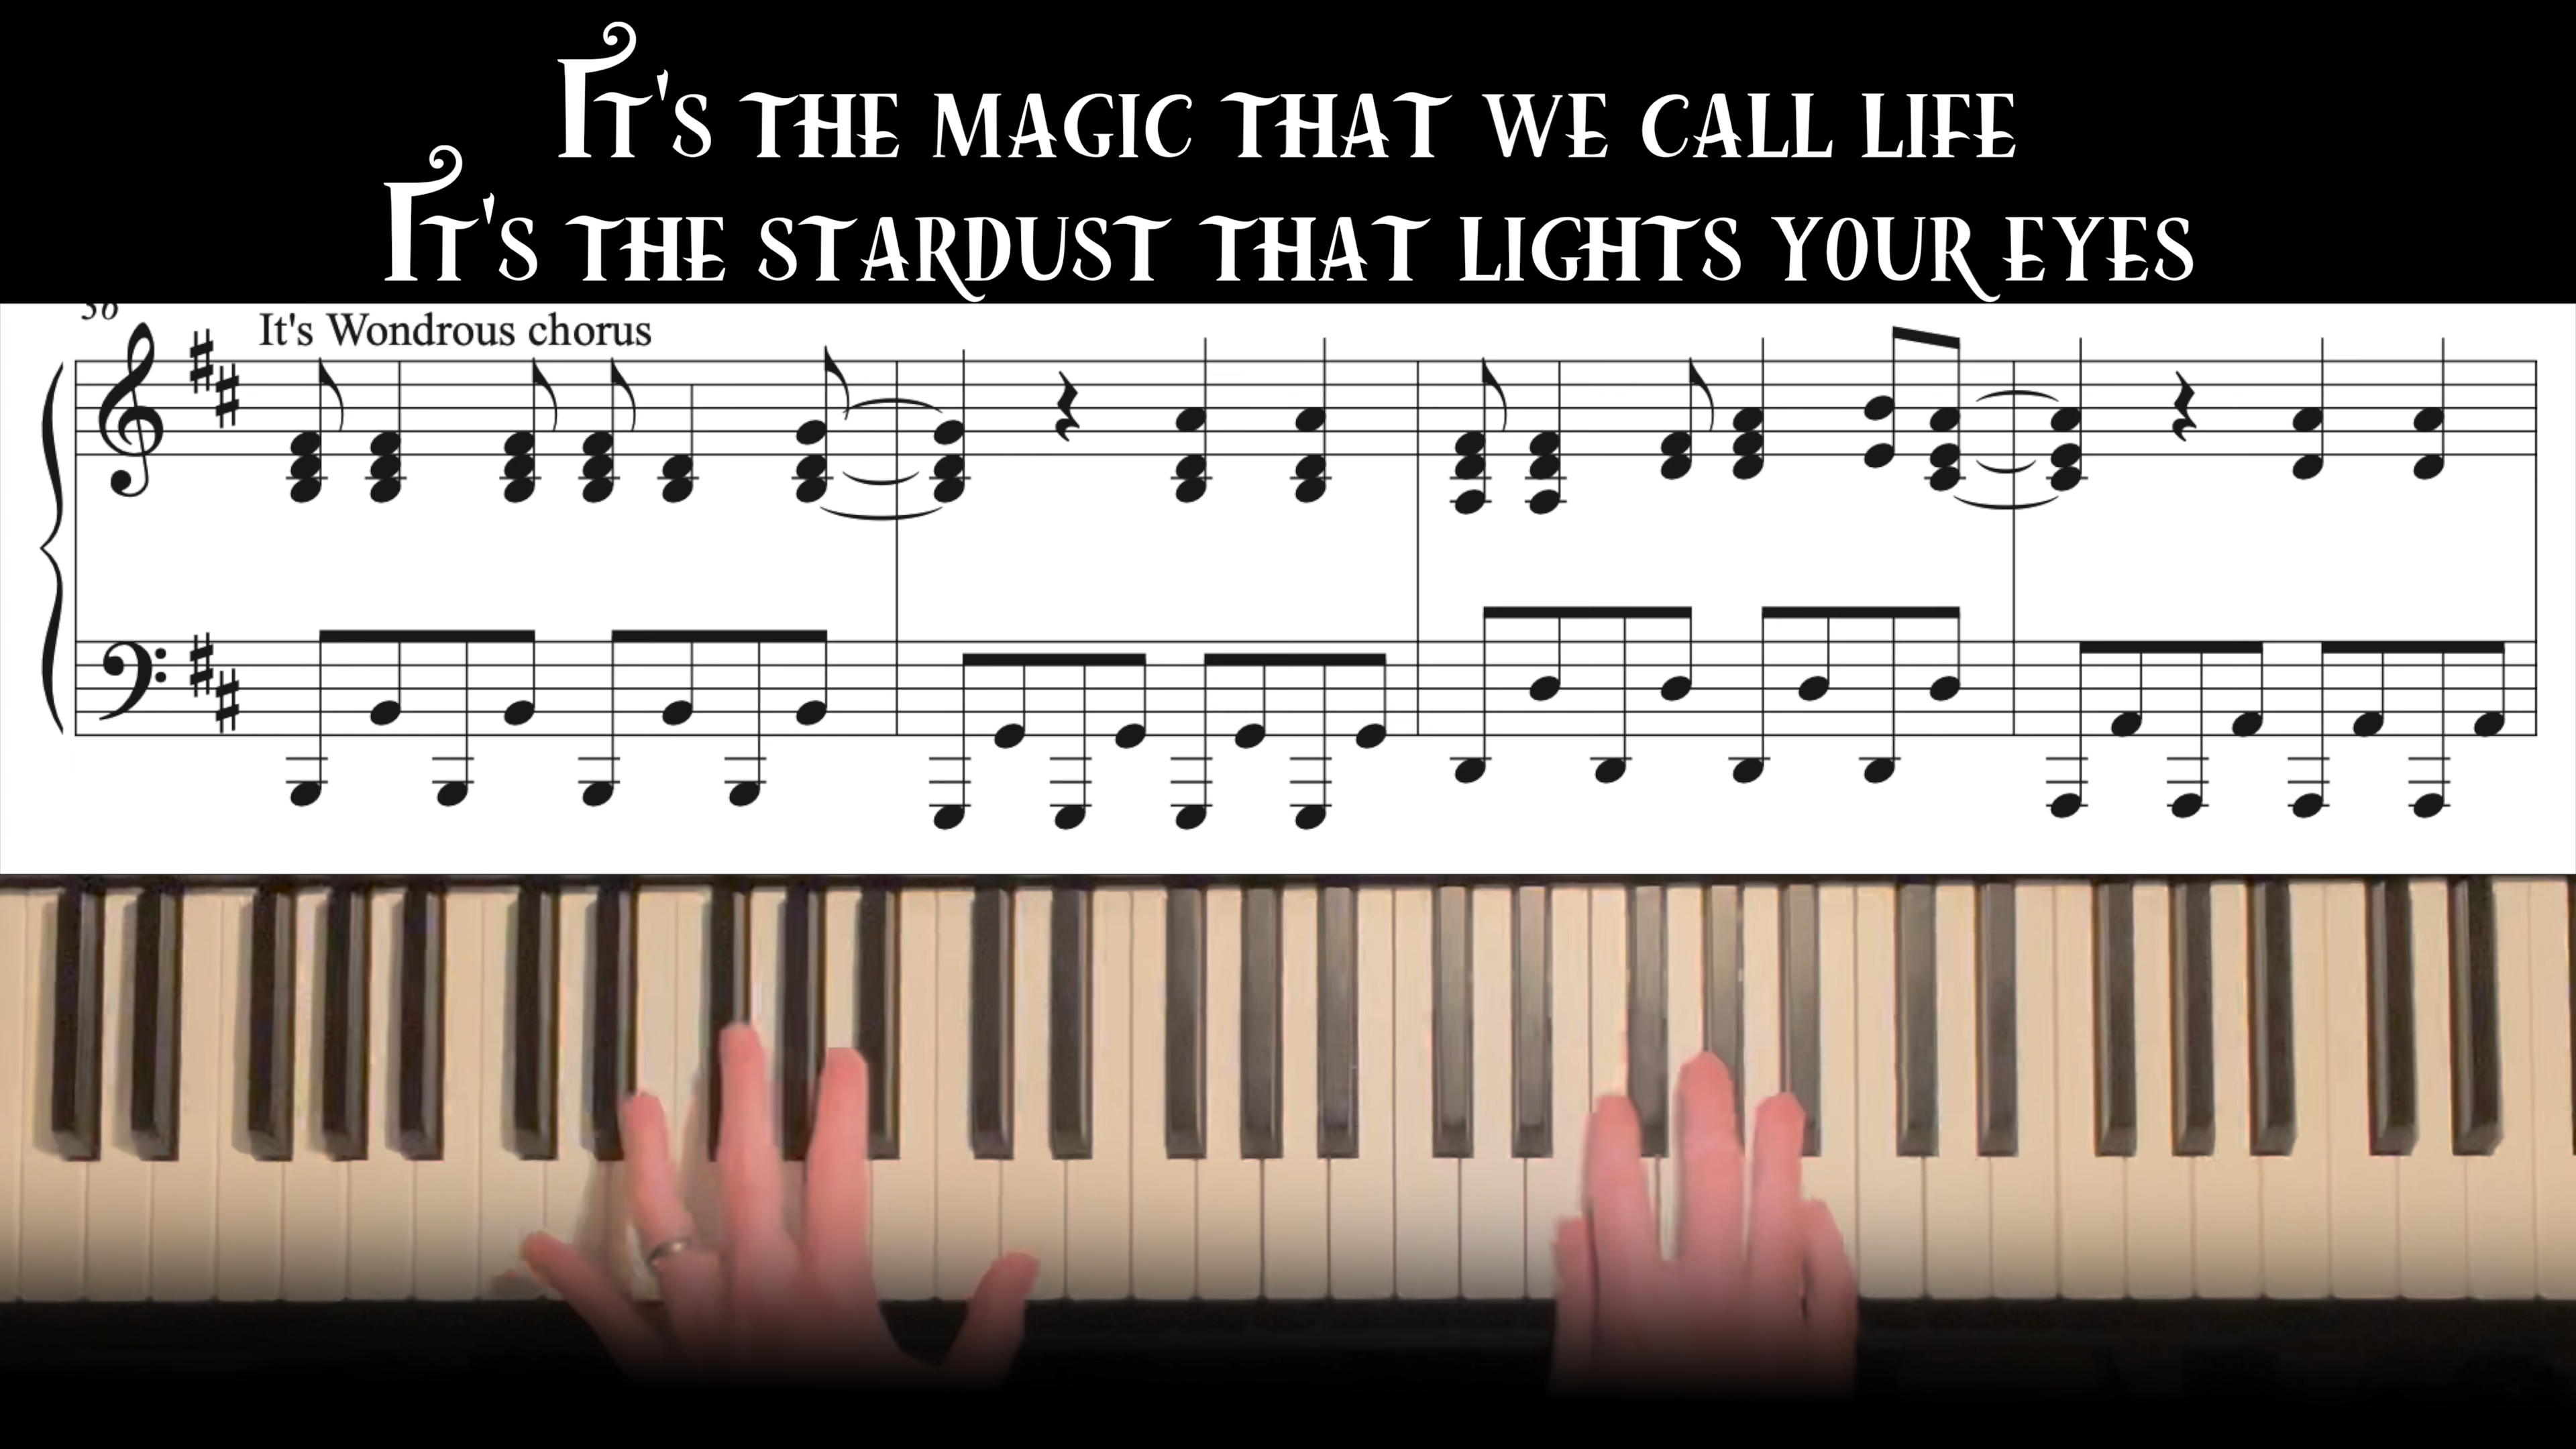 It's the magic that we call life
It's the stardust that lights your eyes
It's Wondrous chorus